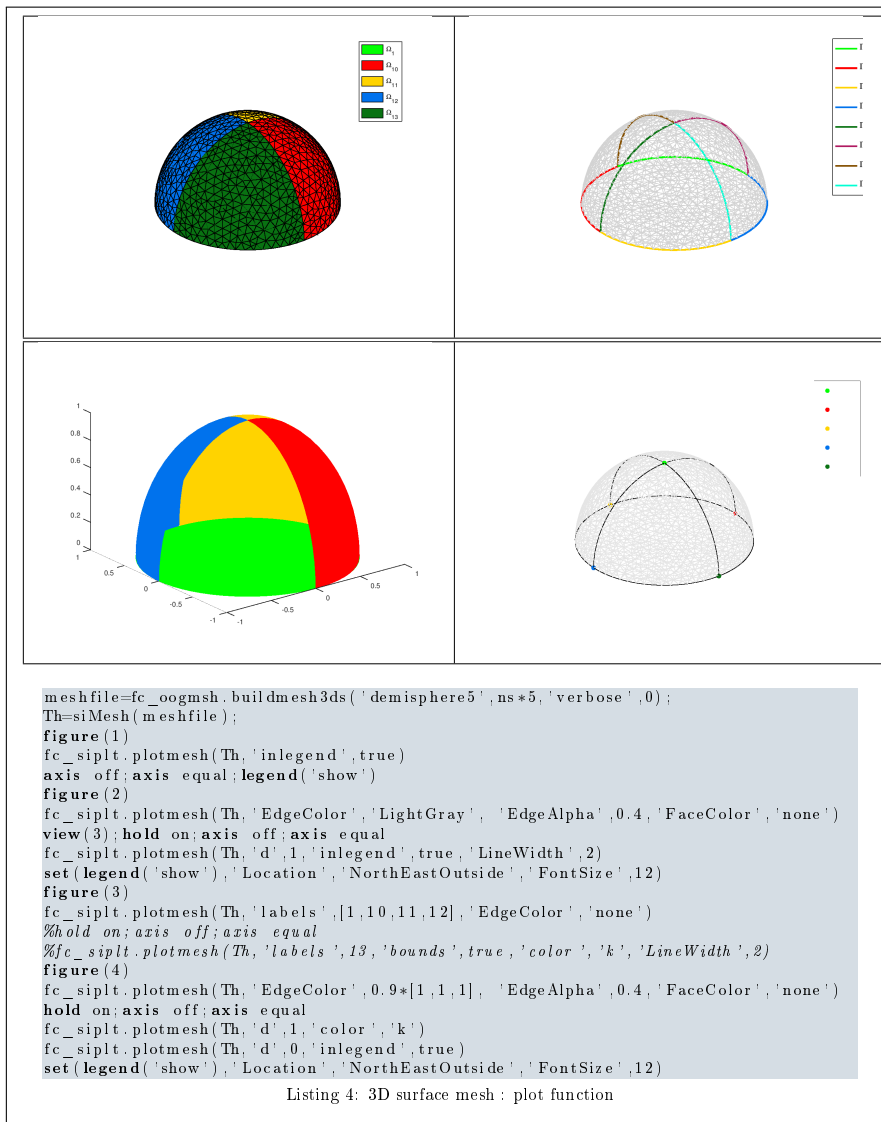 Ω1
Ω10
Ω11
Ω12
Ω13
1
0.8
0.6
0.4
0.2
0
1
0.5
0
-0.5
-1
-1
-0.5
0
0.5
1
meshfile=fc_oogmsh.buildmesh3ds('demisphere5',ns*5,'verbose',0);
Th=siMesh(meshfile);
figure(1)
fc_siplt.plotmesh(Th,'inlegend',true)
axis off;axis equal;legend('show')
figure(2)
fc_siplt.plotmesh(Th,'EdgeColor','LightGray', 'EdgeAlpha',0.4,'FaceColor','none')
view(3);hold on;axis off;axis equal
fc_siplt.plotmesh(Th,'d',1,'inlegend',true,'LineWidth',2)
set(legend('show'),'Location','NorthEastOutside','FontSize',12)
figure(3)
fc_siplt.plotmesh(Th,'labels',[1,10,11,12],'EdgeColor','none')
%hold on;axis off;axis equal
%fc_siplt.plotmesh(Th,'labels',13,'bounds',true,'color','k','LineWidth',2)
figure(4)
fc_siplt.plotmesh(Th,'EdgeColor',0.9*[1,1,1], 'EdgeAlpha',0.4,'FaceColor','none')
hold on;axis off;axis equal
fc_siplt.plotmesh(Th,'d',1,'color','k')
fc_siplt.plotmesh(Th,'d',0,'inlegend',true)
set(legend('show'),'Location','NorthEastOutside','FontSize',12)
Listing 4: 3D surface mesh : plot function